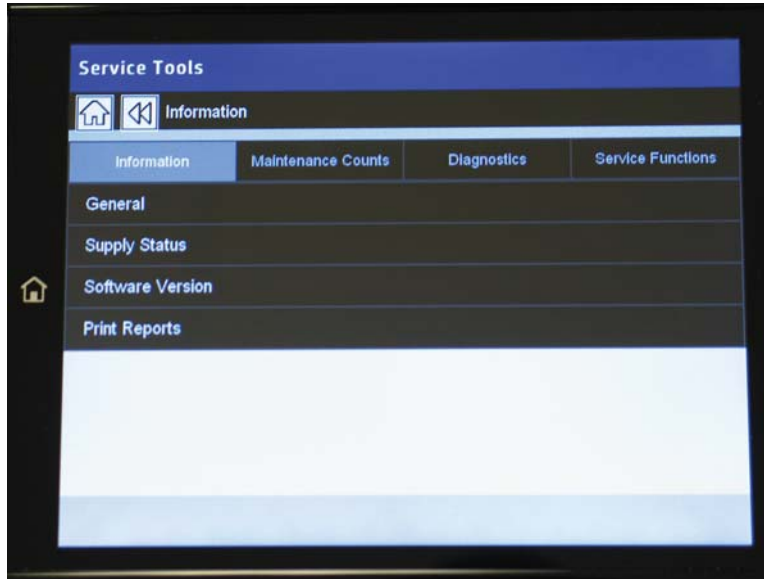 Service Tools
Information
Information Maintenance Counts Diagnostics Service Functions
General
Supply Status
Software Version
Print Reports